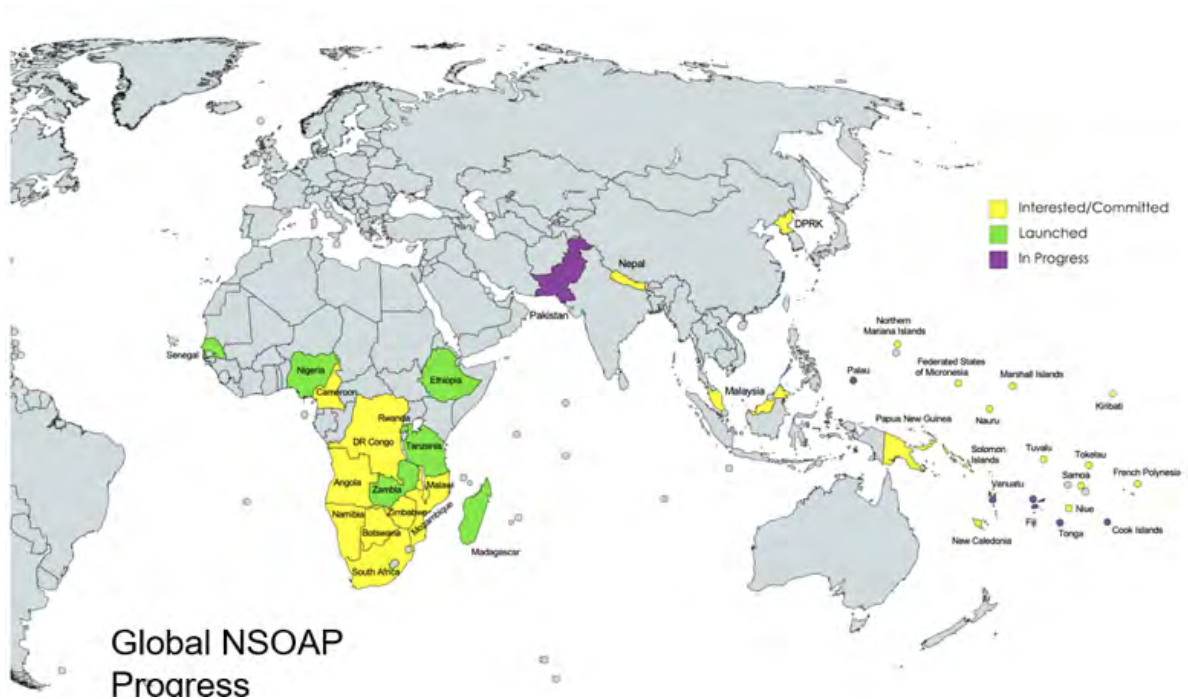 Interested/Committed
Launched
In Progress
DPRK
Nepal
Pakistan
Northern
Mariana Islands
Palau
Federated States
of Micronesia
Marshall Islands
Kiribati
Nauru
Malaysia
Papua New Guinea
Solomon
Islands
Tuvalu
Tokelau
Samoa
French Polynesia
Vanuatu
Niue
Fiji
Tonga
Cook Islands
New Caledonia
Senegal
Nigeria
Cameroon
Ethiopia
Rwanda
DR Congo
Tanzania
Angola
Zambia
Malawi
Zimbabwe
Mozambique
Namibia
Botswana
South Africa
Madagascar
Global NSOAP
Progress